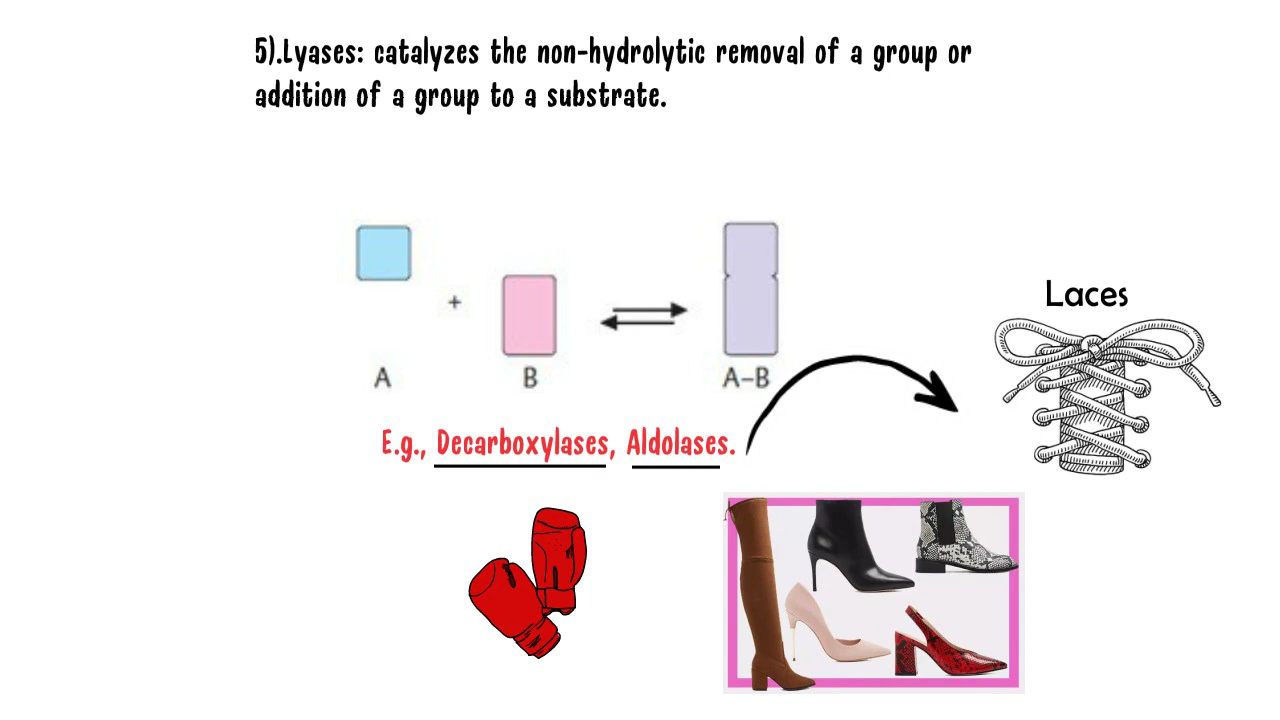 5).Lyases: catalyzes the non-hydrolytic removal of a group or
addition of a group to a substrate.
+
A
B
A–B
Laces
E.g., Decarboxylases, Aldolases.